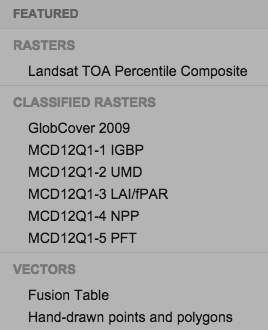 FEATURED
RASTERS
Landsat TOA Percentile Composite
CLASSIFIED RASTERS
GlobCover 2009
MCD12Q1-1 IGBP
MCD12Q1-2 UMD
MCD12Q1-3 LAI/fPAR
MCD12Q1-4 NPP
MCD12Q1-5 PFT
VECTORS
Fusion Table
Hand-drawn points and polygons